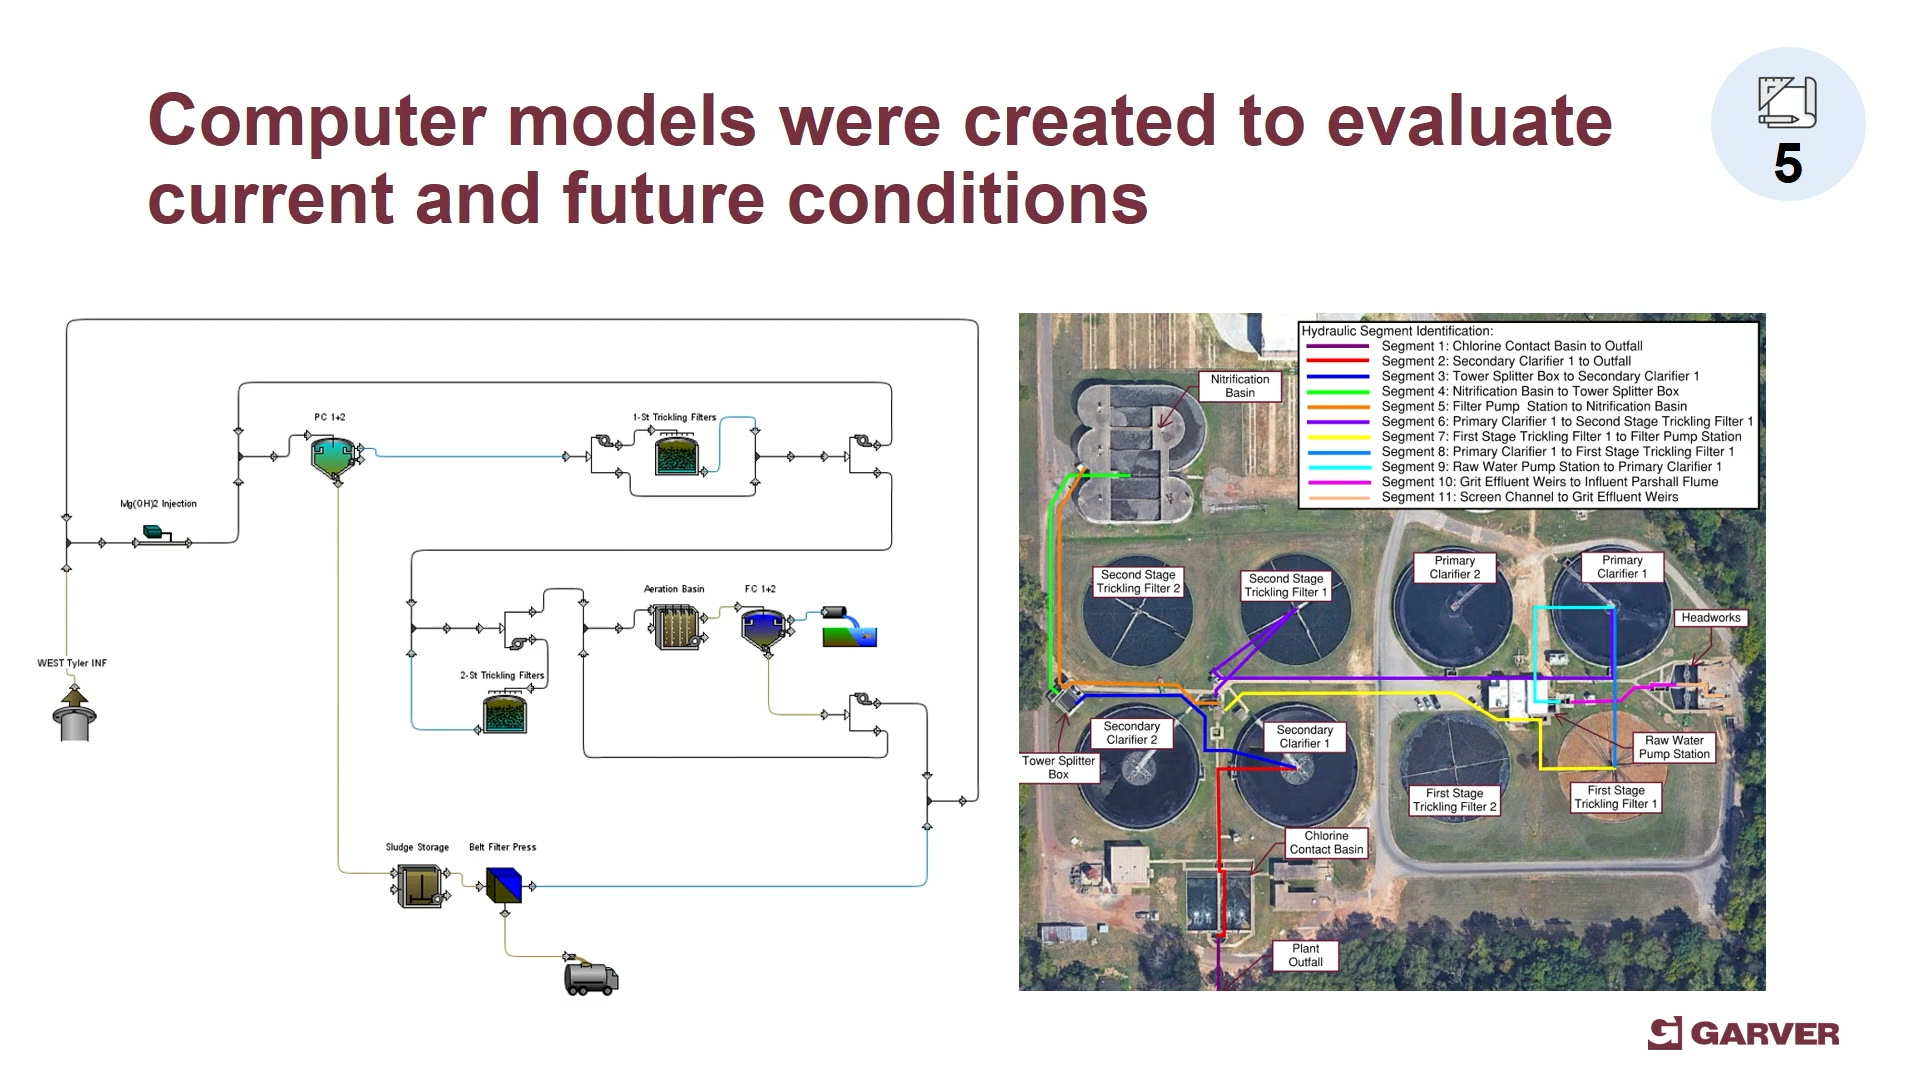 Computer models were created to evaluate
current and future conditions
5
PC 1+2
1-St Trickling Filters
Mg(OH)2 Injection
Aeration Basin
FC 1+2
WEST Tyler INF
2-St Trickling Filters
Sludge Storage
Belt Filter Press
Hydraulic Segment Identification:
Segment 1: Chlorine Contact Basin to Outfall
Segment 2: Secondary Clarifier 1 to Outfall
Segment 3: Tower Splitter Box to Secondary Clarifier 1
Segment 4: Nitrification Basin to Tower Splitter Box
Segment 5: Filter Pump Station to Nitrification Basin
Segment 6: Primary Clarifier 1 to Second Stage Trickling Filter 1
Segment 7: First Stage Trickling Filter 1 to Filter Pump Station
Segment 8: Primary Clarifier 1 to First Stage Trickling Filter 1
Segment 9: Raw Water Pump Station to Primary Clarifier 1
Segment 10: Grit Effluent Weirs to Influent Parshall Flume
Segment 11: Screen Channel to Grit Effluent Weirs
Nitrification
Basin
Second Stage
Trickling Filter 2
Second Stage
Trickling Filter 1
Primary
Clarifier 2
Primary
Clarifier 1
Headworks
Secondary
Clarifier 2
Secondary
Clarifier 1
Raw Water
Pump Station
Tower Splitter
Box
First Stage
Trickling Filter 2
First Stage
Trickling Filter 1
Chlorine
Contact Basin
Plant
Outfall
GARVER